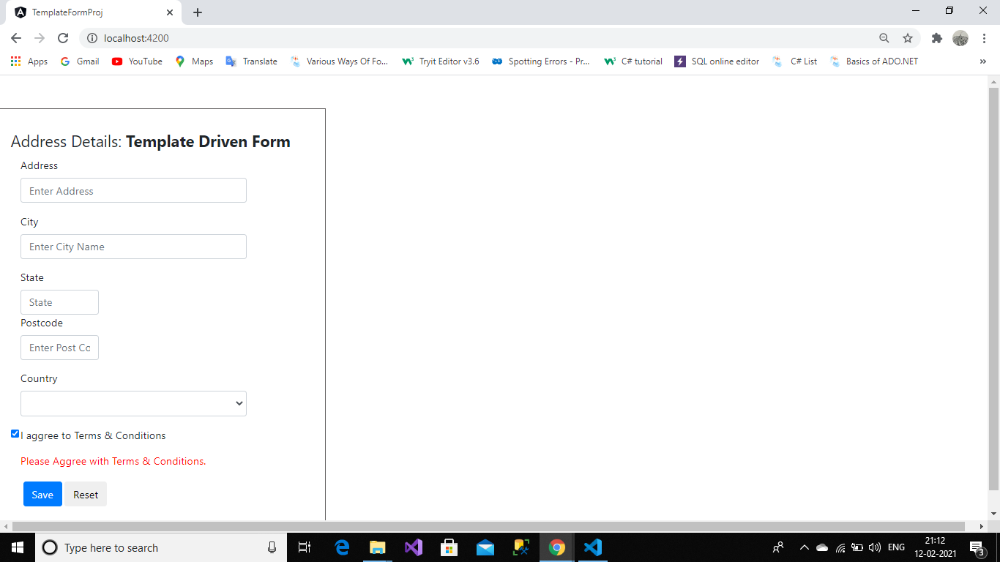 TemplateFormProj
localhost:4200
Apps Gmail YouTube Maps Translate Various Ways Of Fo... Tryit Editor v3.6 Spotting Errors - Pr... C# tutorial SQL online editor C# List Basics of ADO.NET »
Address Details: Template Driven Form
Address
Enter Address
City
Enter City Name
State
State
Postcode
Enter Post Co
Country
I aggree to Terms & Conditions
Please Aggree with Terms & Conditions.
Save Reset
Type here to search
ENG
21:12
12-02-2021
3